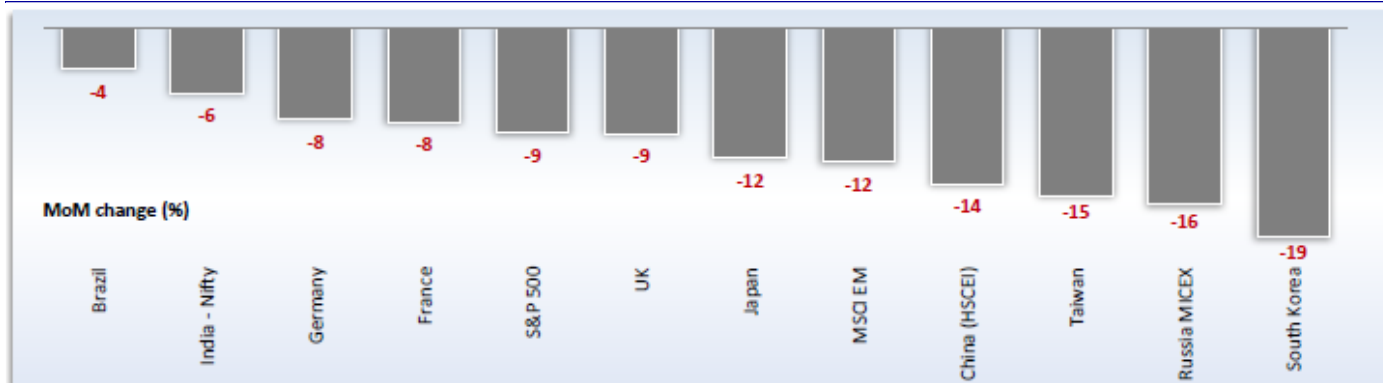 -4
-6
-8
-8
-9
-9
-12
-12
-14
-15
-16
-19
MoM change (%)
Brazil
India - Nifty
Germany
France
S&P 500
UK
Japan
MSCI EM
China (HSCEI)
Taiwan
Russia MICEX
South Korea